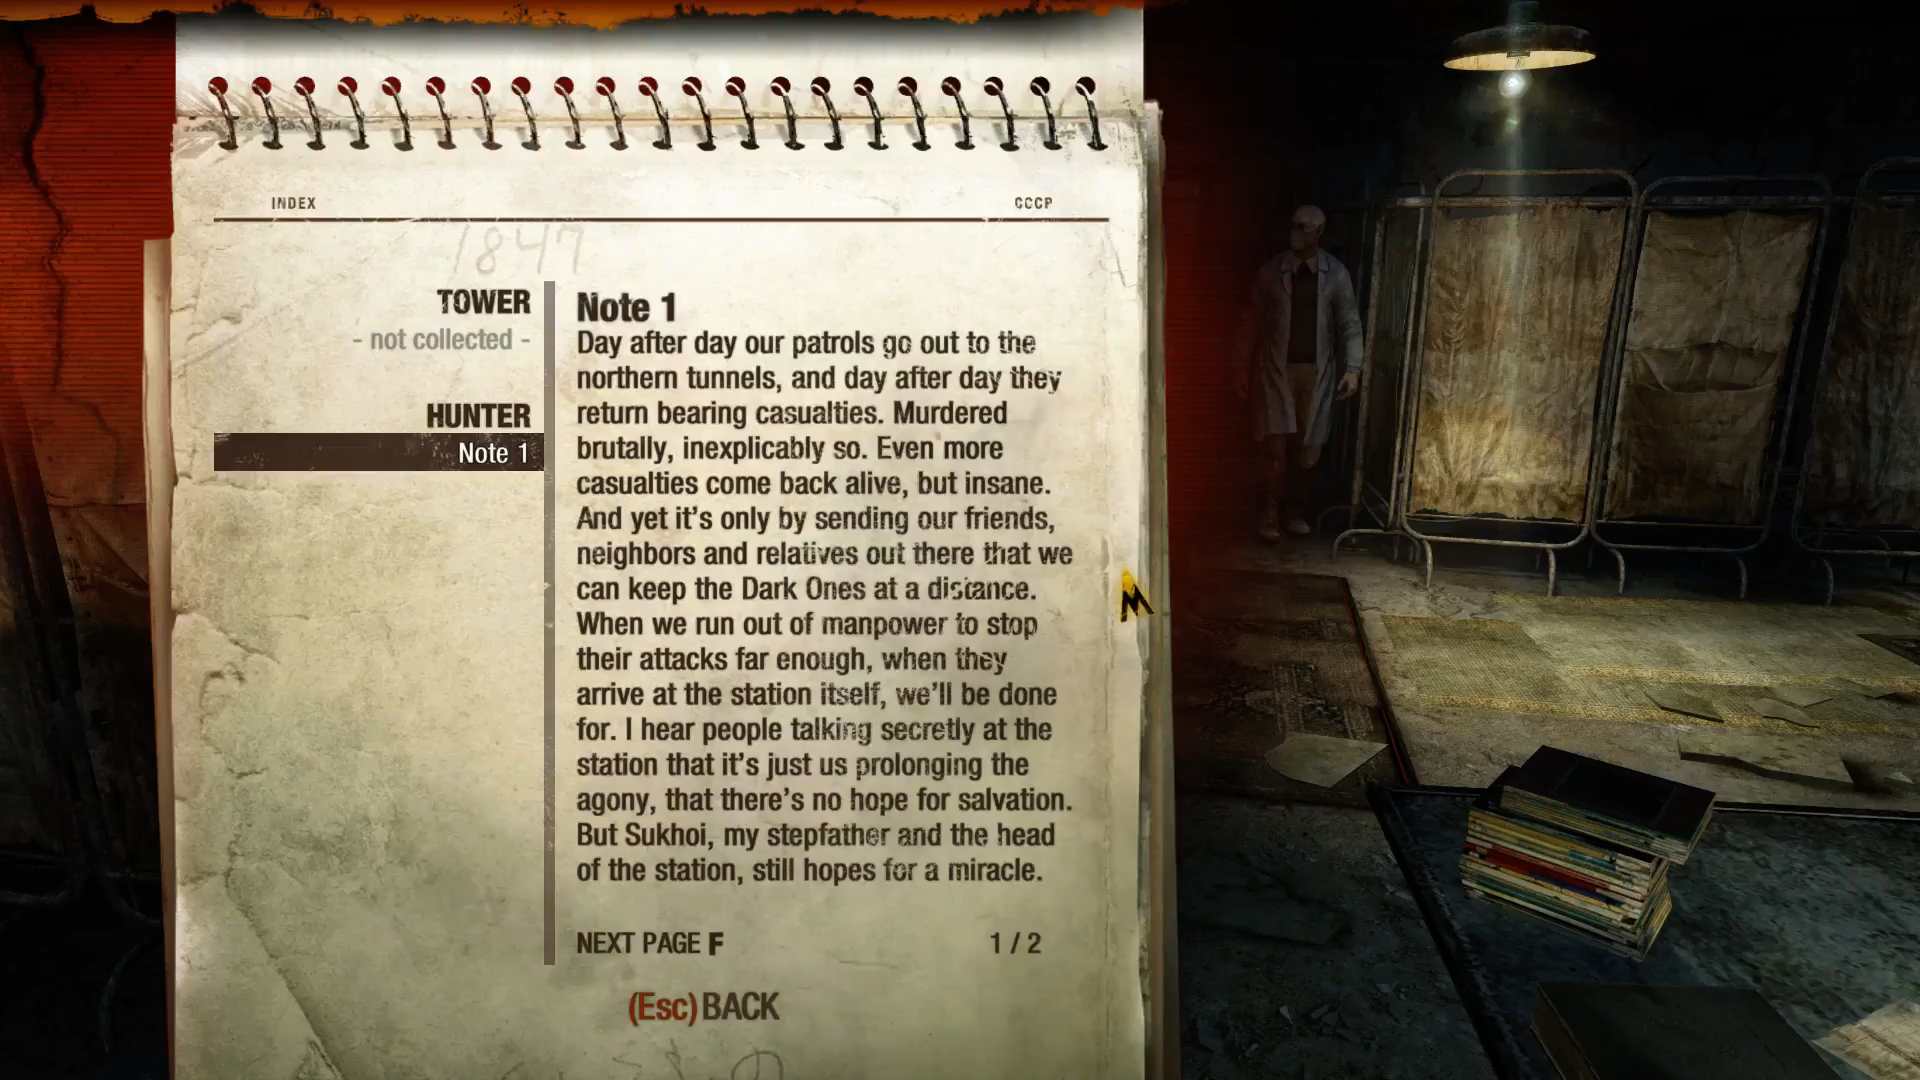 INDEX
CCCP
1847
TOWER
- not collected -
HUNTER
Note 1
Note 1
Day after day our patrols go out to the
northern tunnels, and day after day they
return bearing casualties. Murdered
brutally, inexplicably so. Even more
casualties come back alive, but insane.
And yet it's only by sending our friends,
neighbors and relatives out there that we
can keep the Dark Ones at a distance.
When we run out of manpower to stop
their attacks far enough, when they
arrive at the station itself, we'll be done
for. I hear people talking secretly at the
station that it's just us prolonging the
agony, that there's no hope for salvation.
But Sukhoi, my stepfather and the head
of the station, still hopes for a miracle.
NEXT PAGE F
1 / 2
(Esc) BACK